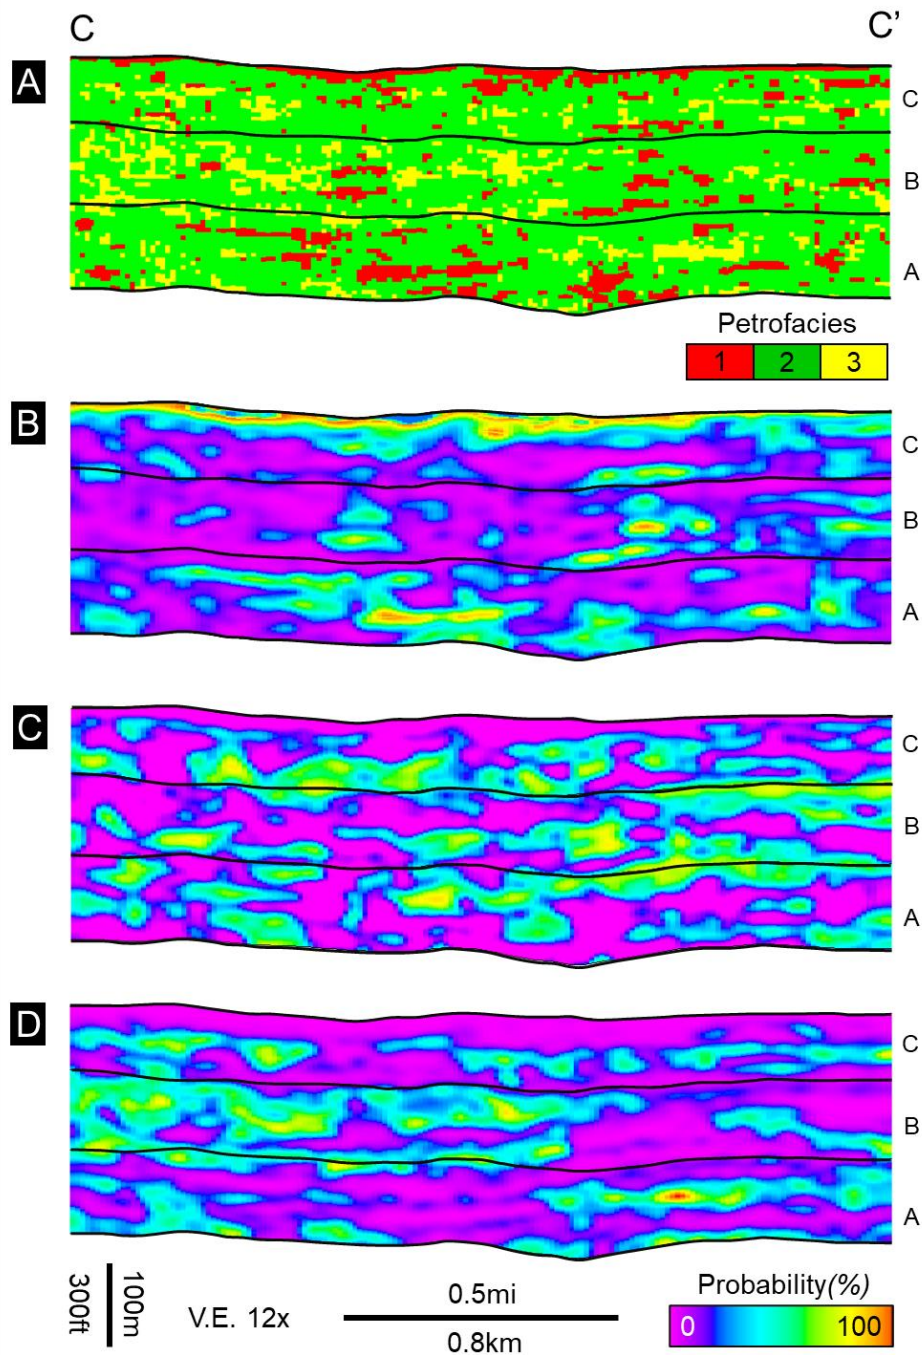 C C’
A
C
B
A
Petrofacies
1 2 3
B
C
B
A
C
C
B
A
D
C
B
A
300ft 100m
V.E. 12x
0.5mi
0.8km
Probability(%)
0 100